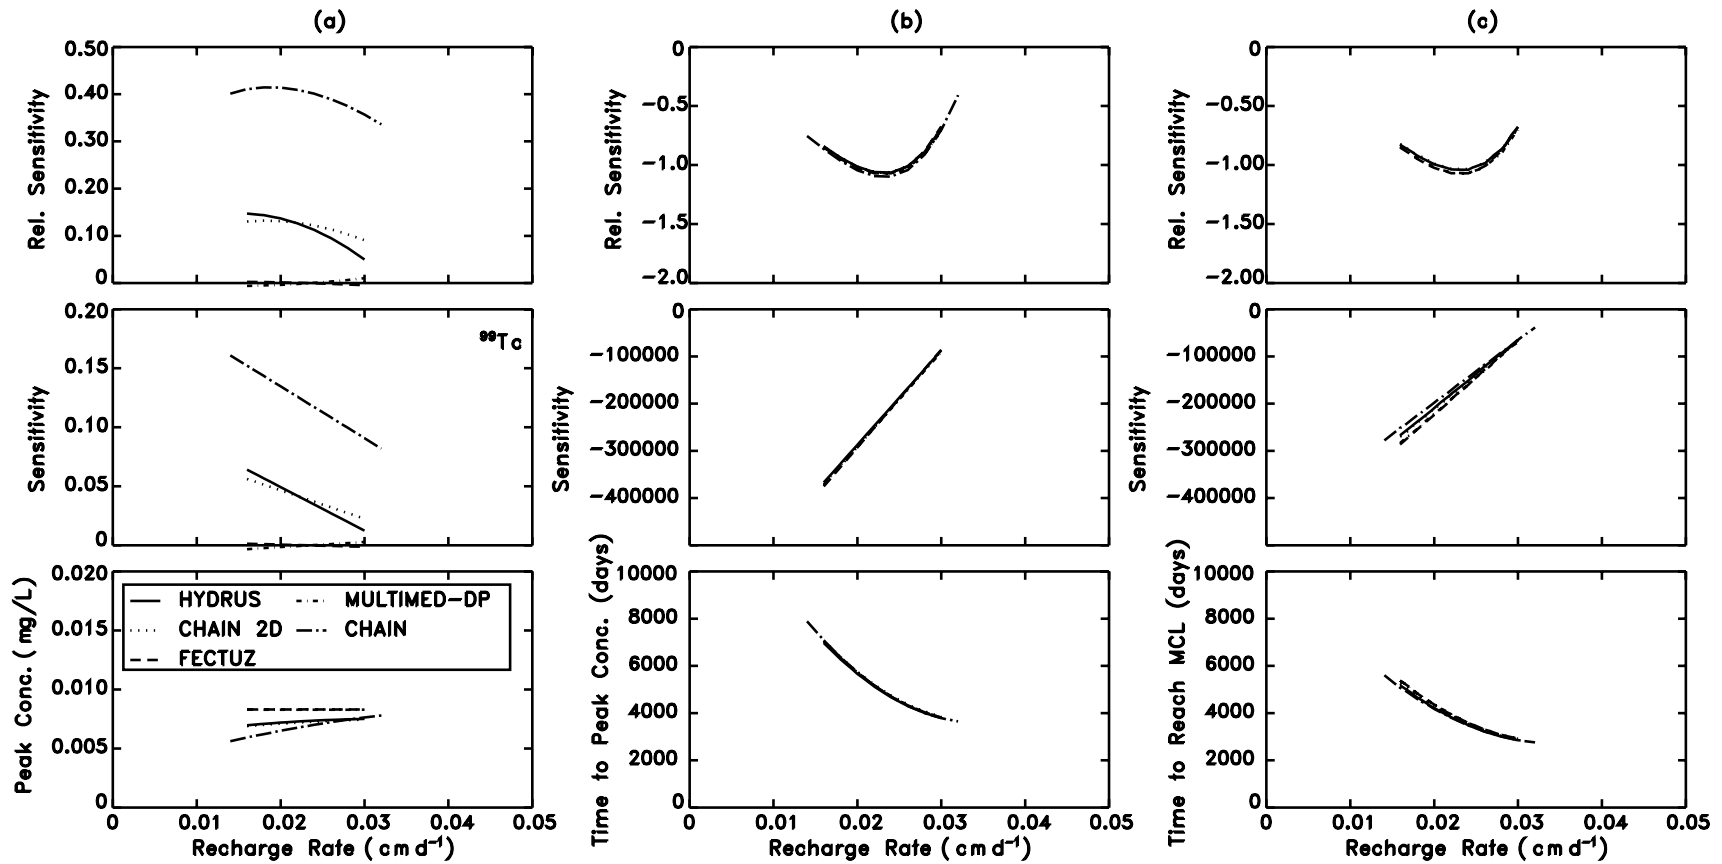 (a)
0.50
0.40
0.30
0.20
0.10
0
Rel. Sensitivity
(b)
0
−0.5
−1.0
−1.5
−2.0
Rel. Sensitivity
(c)
0
−0.50
−1.00
−1.50
−2.00
Rel. Sensitivity
0.20
0.15
0.10
0.05
0
Sensitivity
⁹⁹Tc
0
−100000
−200000
−300000
−400000
Sensitivity
0
−100000
−200000
−300000
−400000
Sensitivity
0.020
0.015
0.010
0.005
0
Peak Conc. (mg/L)
HYDRUS
MULTIMED−DP
CHAIN 2D
CHAIN
FECTUZ
0 0.01 0.02 0.03 0.04 0.05
Recharge Rate (cm d⁻¹)
10000
8000
6000
4000
2000
0
Time to Peak Conc. (days)
0 0.01 0.02 0.03 0.04 0.05
Recharge Rate (cm d⁻¹)
10000
8000
6000
4000
2000
0
Time to Reach MCL (days)
0 0.01 0.02 0.03 0.04 0.05
Recharge Rate (cm d⁻¹)